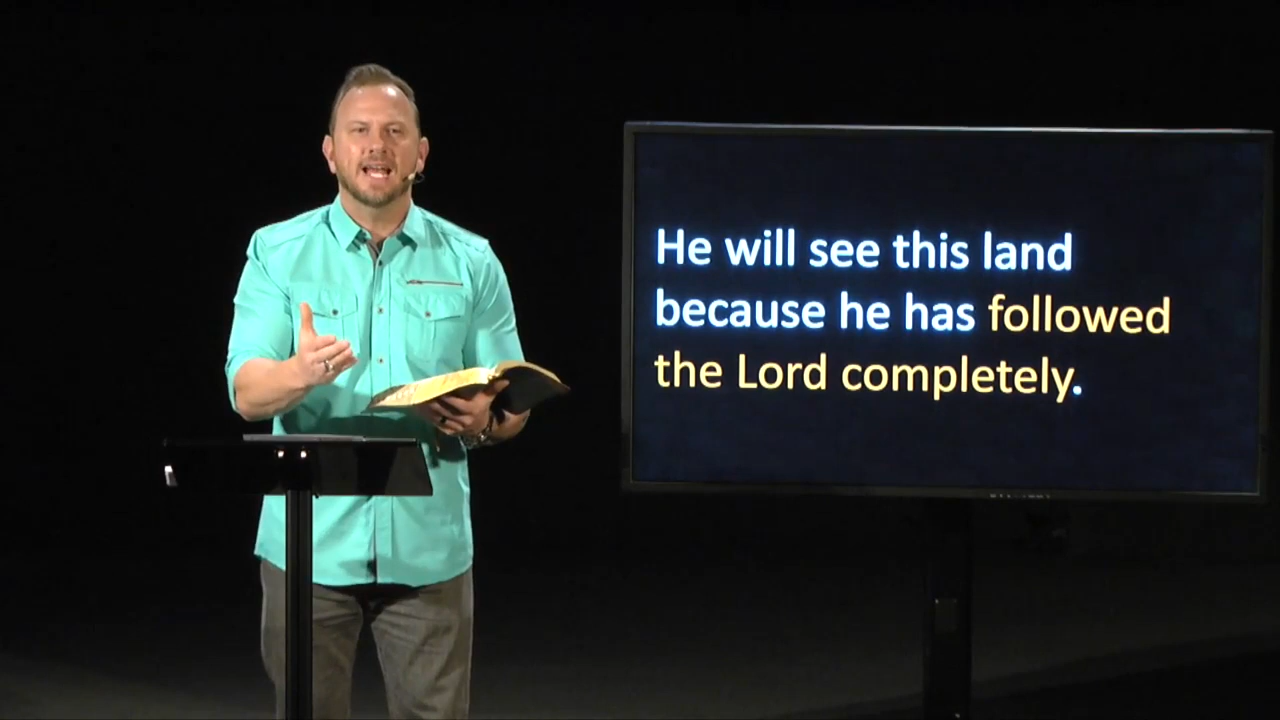 He will see this land
because he has followed
the Lord completely.